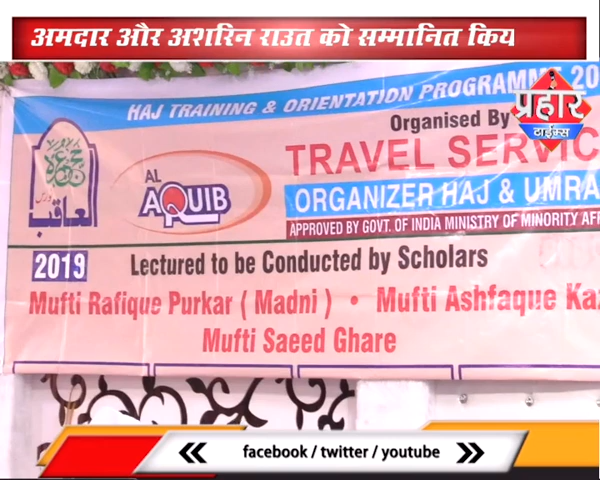 अमदार और अशरिन राउत को सम्मानित किय
HAJ TRAINING & ORIENTATION PROGRAMME 20
प्रहार
टाईम्स
Organised By
TRAVEL SERVIC
ORGANIZER HAJ & UMRA
APPROVED BY GOVT. OF INDIA MINISTRY OF MINORITY AF
AL
AQUIB
العاقب
2019
Lectured to be Conducted by Scholars
Mufti Rafique Purkar ( Madni ) • Mufti Ashfaque Kaz
Mufti Saeed Ghare
facebook / twitter / youtube